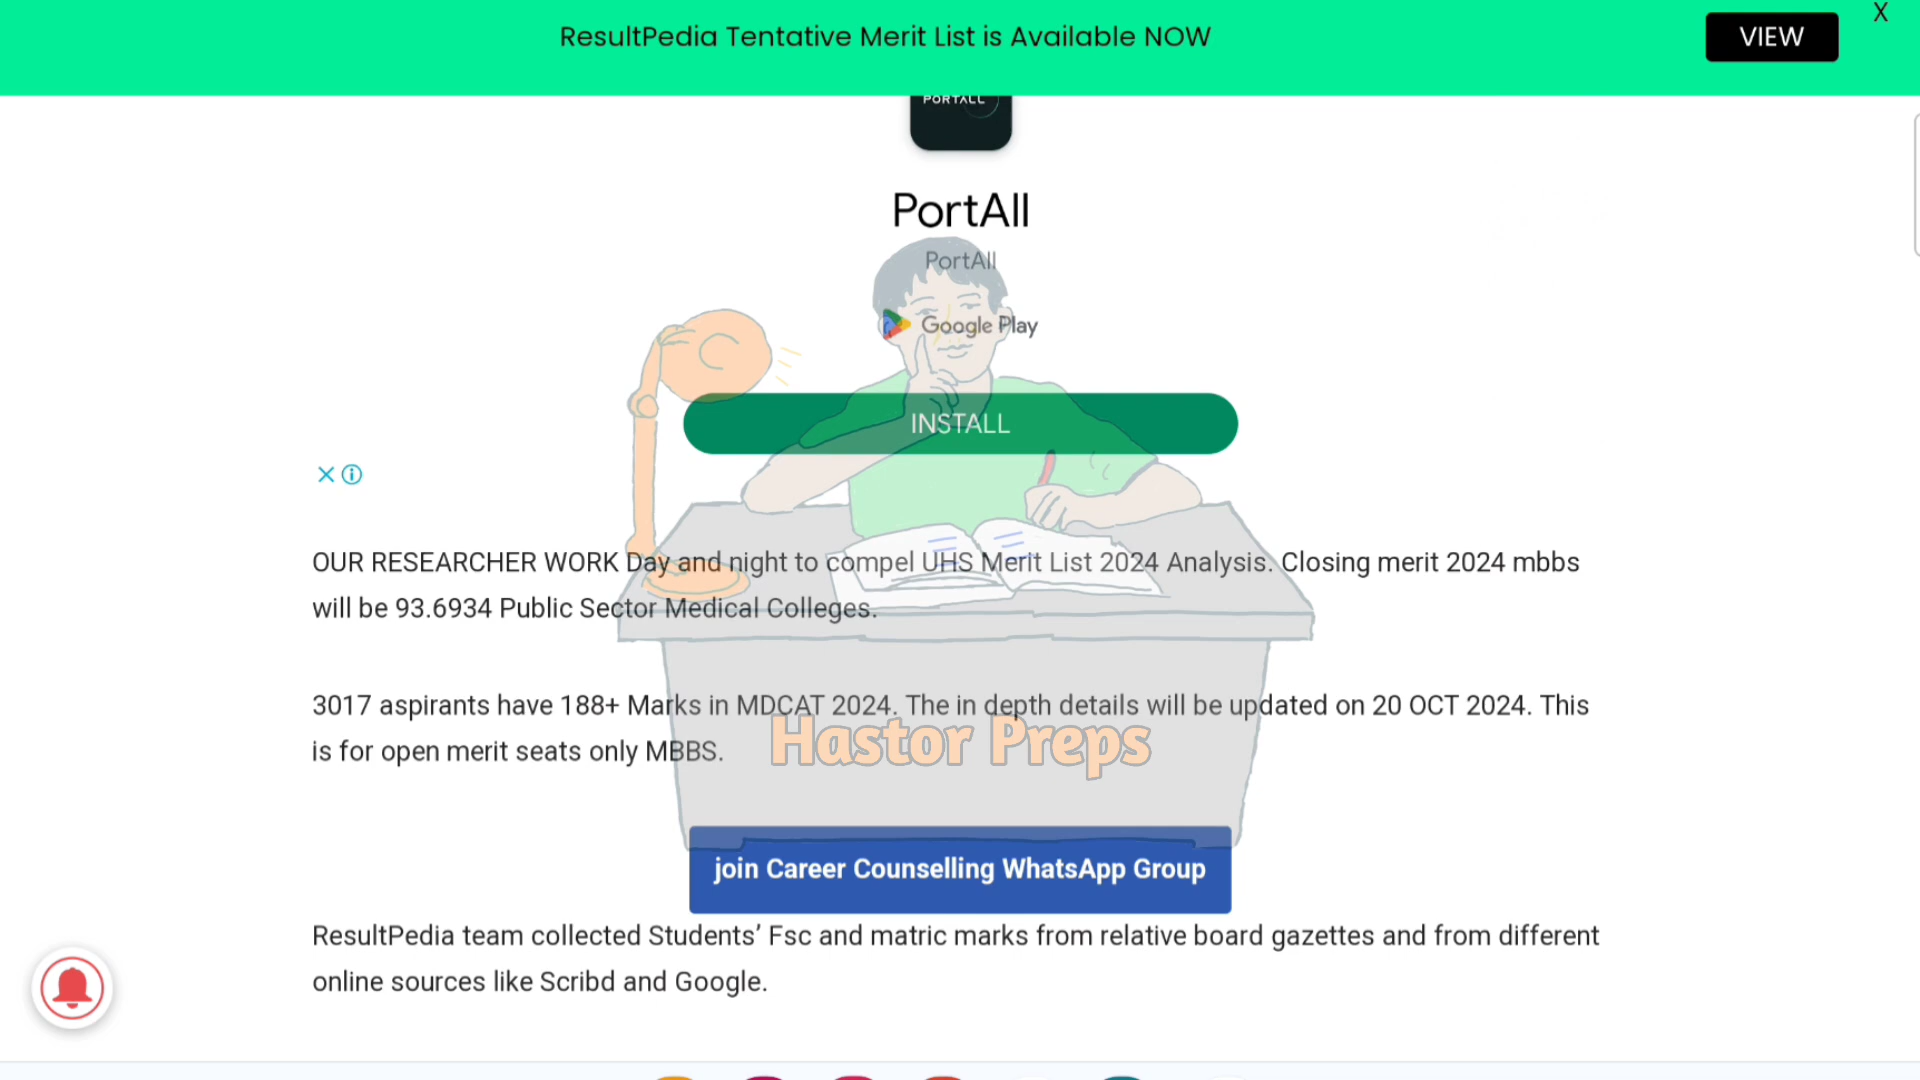 ResultPedia Tentative Merit List is Available NOW
VIEW
X
PORTALL
PortAll
PortAll
Google Play
INSTALL
OUR RESEARCHER WORK Day and night to compel UHS Merit List 2024 Analysis. Closing merit 2024 mbbs
will be 93.6934 Public Sector Medical Colleges.
3017 aspirants have 188+ Marks in MDCAT 2024. The in depth details will be updated on 20 OCT 2024. This
is for open merit seats only MBBS.
Hastor Preps
join Career Counselling WhatsApp Group
ResultPedia team collected Students’ Fsc and matric marks from relative board gazettes and from different
online sources like Scribd and Google.